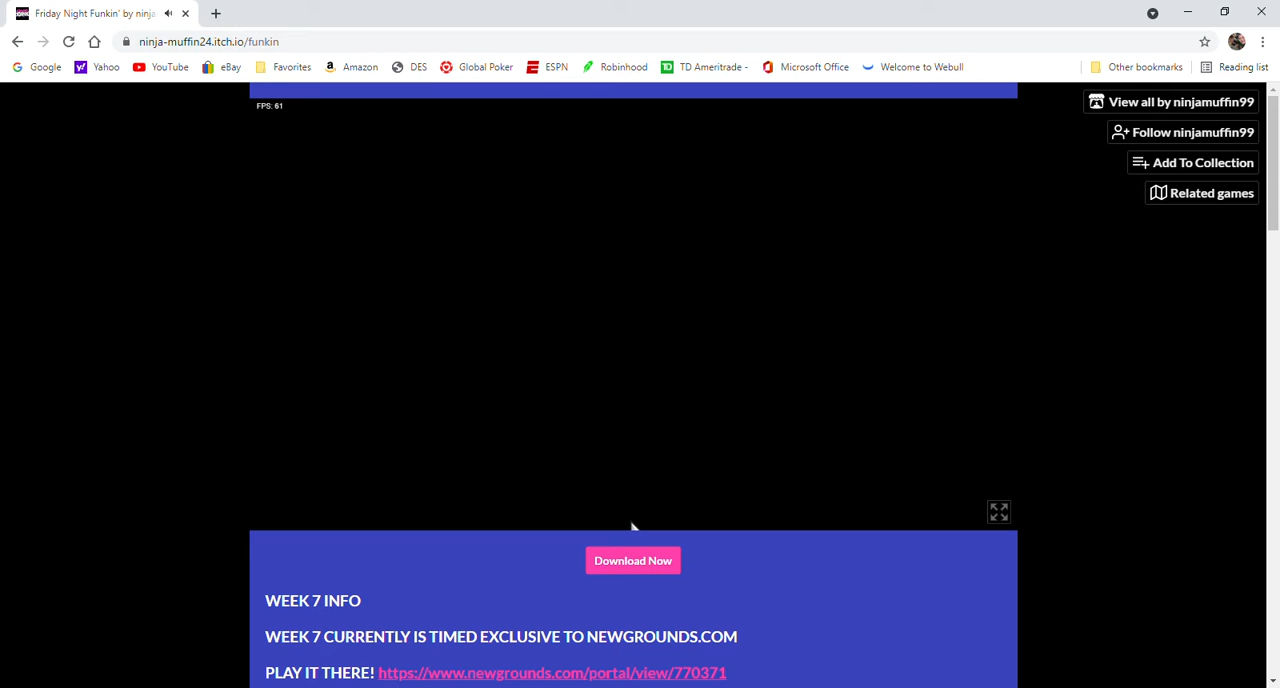 Friday Night Funkin' by ninja
ninja-muffin24.itch.io/funkin
Google Yahoo YouTube eBay Favorites Amazon DES Global Poker ESPN Robinhood TD Ameritrade - Microsoft Office Welcome to Webull Other bookmarks Reading list
FPS: 61
View all by ninjamuffin99
Follow ninjamuffin99
Add To Collection
Related games
Download Now
WEEK 7 INFO
WEEK 7 CURRENTLY IS TIMED EXCLUSIVE TO NEWGROUNDS.COM
PLAY IT THERE! https://www.newgrounds.com/portal/view/770371